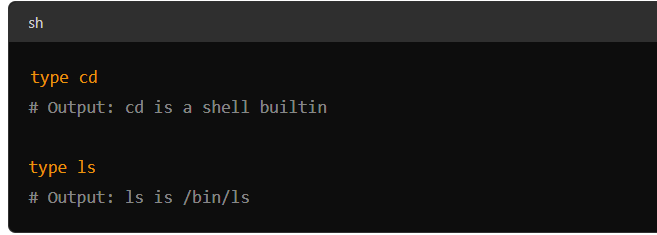 sh
type cd
# Output: cd is a shell builtin
type ls
# Output: ls is /bin/ls